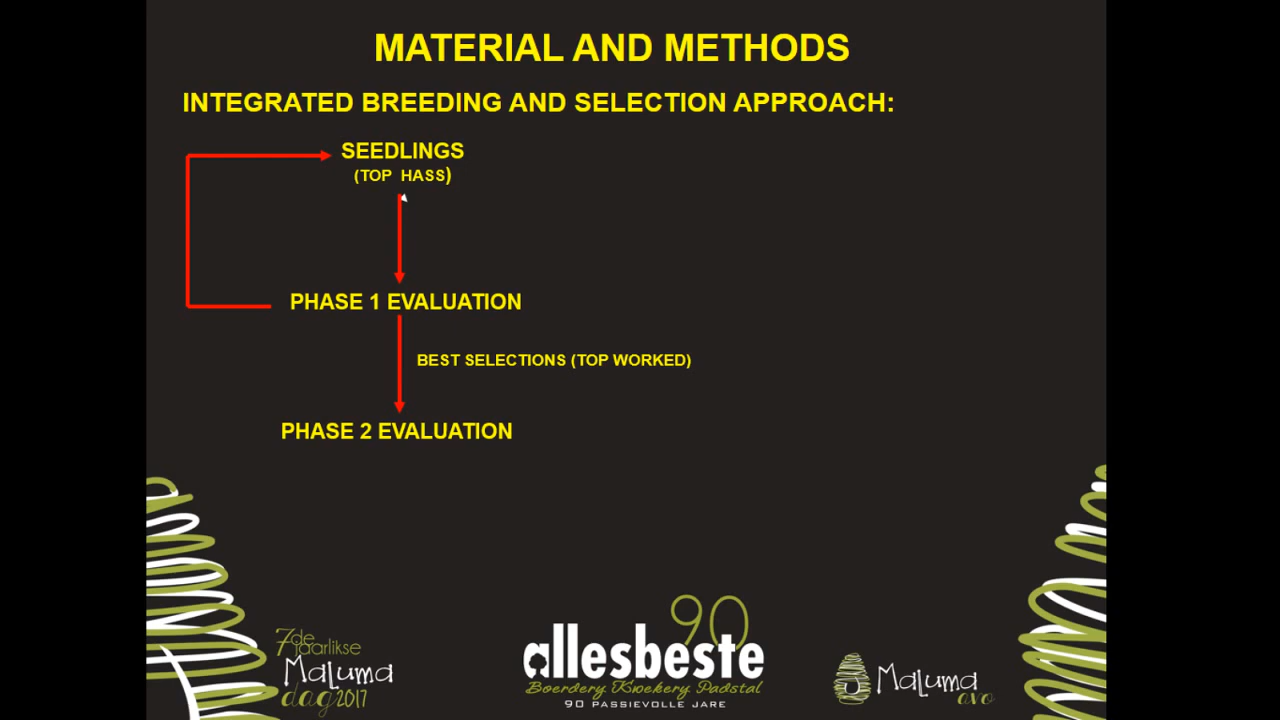 MATERIAL AND METHODS
INTEGRATED BREEDING AND SELECTION APPROACH:
SEEDLINGS
(TOP HASS)
PHASE 1 EVALUATION
BEST SELECTIONS (TOP WORKED)
PHASE 2 EVALUATION
7de
jaarlikse
Maluma
dag 2017
90
allesbeste
Boerdery Kwekery Padstal
90 PASSIEVOLLE JARE
Maluma
avo